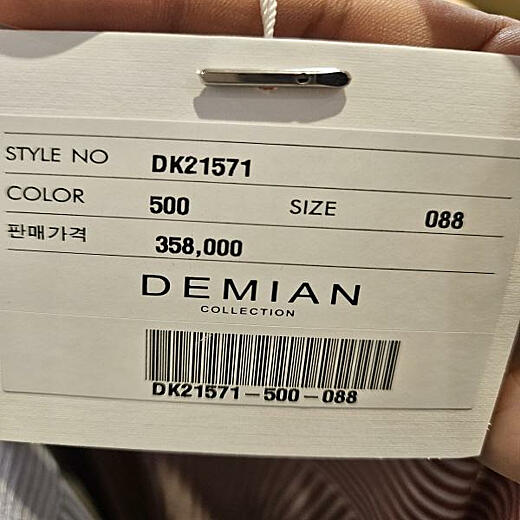 STYLE NO DK21571
COLOR 500 SIZE 088
판매가격 358,000
DEMIAN
COLLECTION
DK21571-500-088